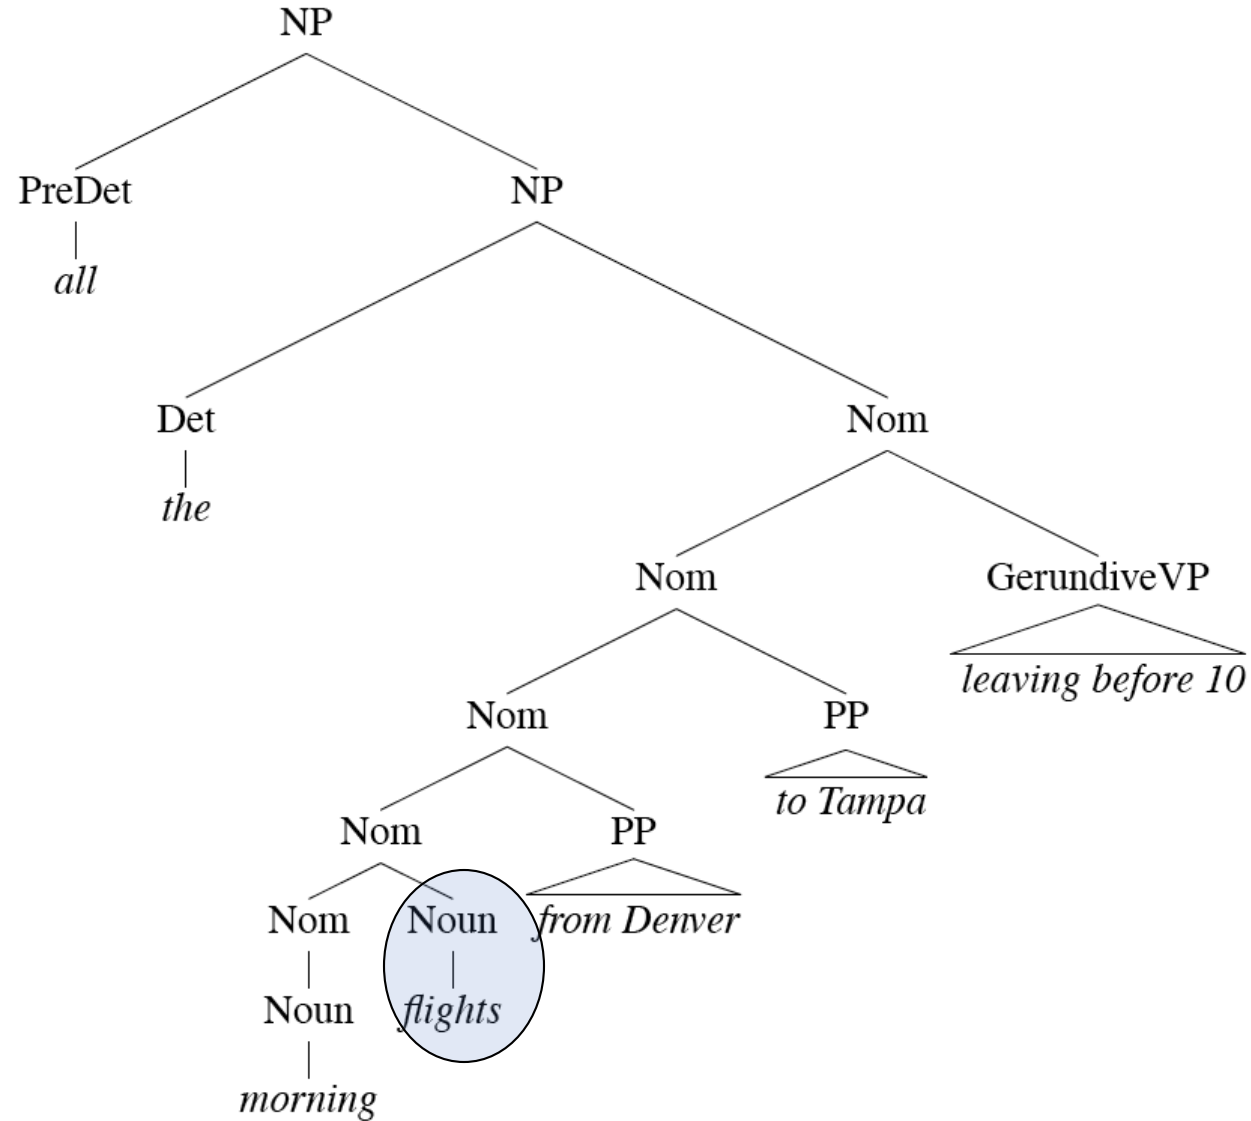 NP
PreDet NP
all
Det Nom
the
Nom GerundiveVP
leaving before 10
Nom PP
to Tampa
Nom PP
Nom Noun from Denver
Noun flights
morning